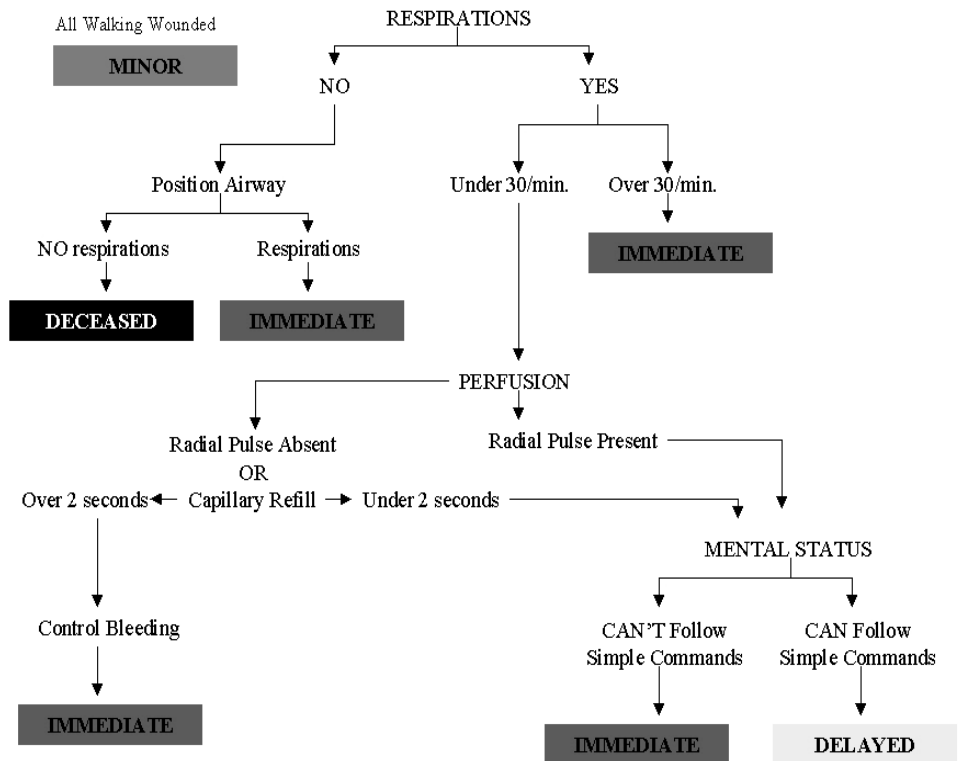 All Walking Wounded
MINOR
RESPIRATIONS
NO
YES
Position Airway
Under 30/min.
Over 30/min.
NO respirations
Respirations
IMMEDIATE
DECEASED
IMMEDIATE
PERFUSION
Radial Pulse Absent
OR
Radial Pulse Present
Over 2 seconds
Capillary Refill
Under 2 seconds
MENTAL STATUS
Control Bleeding
CAN'T Follow
Simple Commands
CAN Follow
Simple Commands
IMMEDIATE
IMMEDIATE
DELAYED